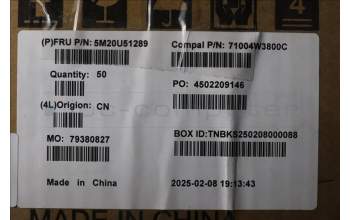 (P)FRU P/N: 5M20U51289
Compal P/N: 71004W3800C
Quantity: 50
PO: 4502209146
(4L)Origion: CN
MO: 79380827
BOX ID:TNBKS250208000088
Made in China
2025-02-08 19:13:43
MADE IN CHINA